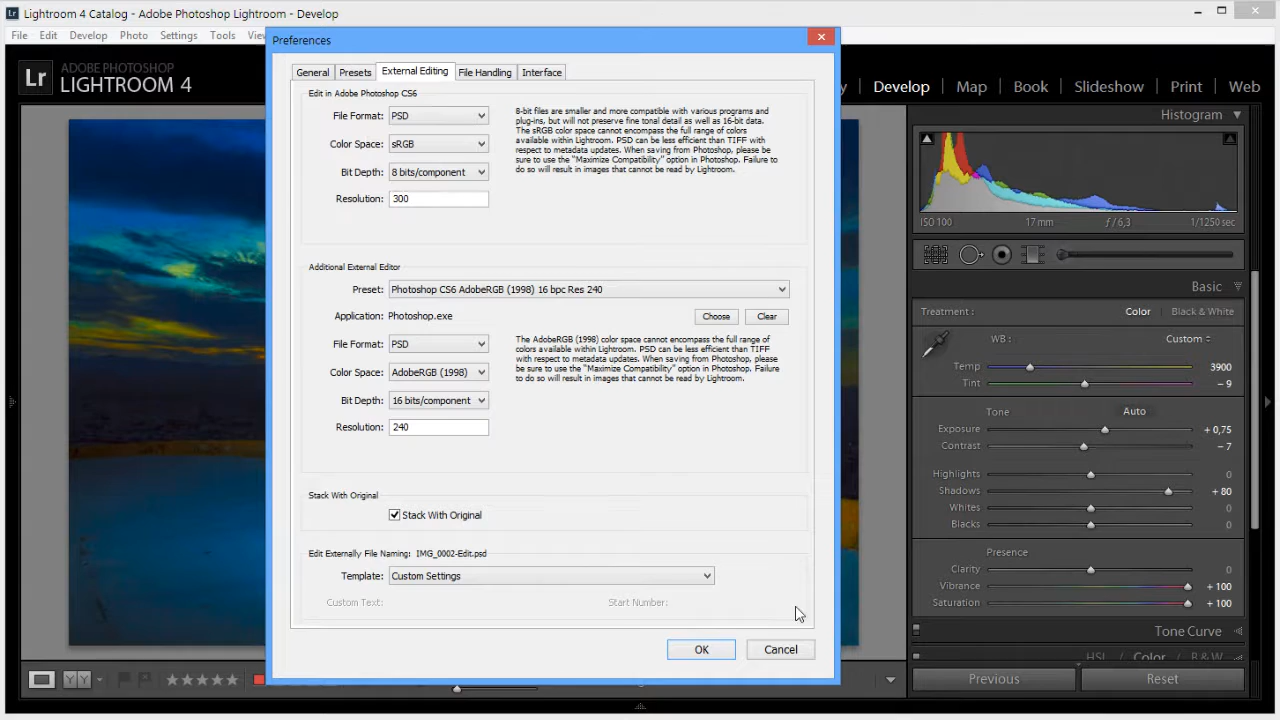 Lightroom 4 Catalog - Adobe Photoshop Lightroom - Develop
File Edit Develop Photo Settings Tools
Preferences
Lr ADOBE PHOTOSHOP
LIGHTROOM 4
Develop | Map | Book | Slideshow | Print | Web
General Presets External Editing File Handling Interface
Edit in Adobe Photoshop CS6
File Format: PSD
Color Space: sRGB
Bit Depth: 8 bits/component
Resolution: 300
8-bit files are smaller and more compatible with various programs and
plug-ins, but will not preserve fine tonal detail as well as 16-bit data.
The sRGB color space cannot encompass the full range of colors
available within Lightroom. PSD can be less efficient than TIFF
with respect to metadata updates. When saving from Photoshop, please
be sure to use the "Maximize Compatibility" option in Photoshop. Failure to
do so will result in images that cannot be read by Lightroom.
Additional External Editor
Preset: Photoshop CS6 AdobeRGB (1998) 16 bpc Res 240
Application: Photoshop.exe Choose Clear
File Format: PSD
Color Space: AdobeRGB (1998)
Bit Depth: 16 bits/component
Resolution: 240
The AdobeRGB (1998) color space cannot encompass the full range of
colors available within Lightroom. PSD can be less efficient than TIFF
with respect to metadata updates. When saving from Photoshop, please
be sure to use the "Maximize Compatibility" option in Photoshop. Failure
to do so will result in images that cannot be read by Lightroom.
Stack With Original
Stack With Original
Edit Externally File Naming: IMG_0002-Edit.psd
Template: Custom Settings
Custom Text: Start Number:
OK Cancel
Histogram
ISO 100 17 mm ƒ / 6,3 1/1250 sec
Basic
Treatment : Color | Black & White
WB : Custom
Temp 3900
Tint – 9
Tone Auto
Exposure + 0,75
Contrast – 7
Highlights 0
Shadows + 80
Whites 0
Blacks 0
Presence
Clarity 0
Vibrance + 100
Saturation + 100
Tone Curve
HSL / Color / B & W
Previous Reset